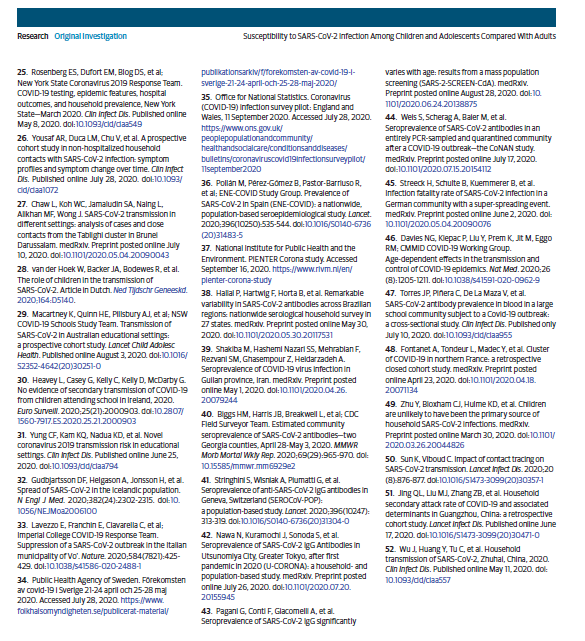 Research Original Investigation
Susceptibility to SARS-CoV-2 Infection Among Children and Adolescents Compared With Adults
25. Rosenberg ES, Dufort EM, Blog DS, et al;
New York State Coronavirus 2019 Response Team.
COVID-19 testing, epidemic features, hospital
outcomes, and household prevalence, New York
State—March 2020. Clin Infect Dis. Published online
May 8, 2020. doi:10.1093/cid/ciaa549
26. Yousaf AR, Duca LM, Chu V, et al. A prospective
cohort study in non-hospitalized household
contacts with SARS-CoV-2 infection: symptom
profiles and symptom change over time. Clin Infect
Dis. Published online July 28, 2020. doi:10.1093/
cid/ciaa1072
27. Chaw L, Koh WC, Jamaludin SA, Naing L,
Alikhan MF, Wong J. SARS-CoV-2 transmission in
different settings: analysis of cases and close
contacts from the Tablighi cluster in Brunei
Darussalam. medRxiv. Preprint posted online July
10, 2020. doi:10.1101/2020.05.04.20090043
28. van der Hoek W, Backer JA, Bodewes R, et al.
The role of children in the transmission of
SARS-CoV-2. Article in Dutch. Ned Tijdschr Geneeskd.
2020;164:D5140.
29. Macartney K, Quinn HE, Pillsbury AJ, et al; NSW
COVID-19 Schools Study Team. Transmission of
SARS-CoV-2 in Australian educational settings:
a prospective cohort study. Lancet Child Adolesc
Health. Published online August 3, 2020. doi:10.1016/
S2352-4642(20)30251-0
30. Heavey L, Casey G, Kelly C, Kelly D, McDarby G.
No evidence of secondary transmission of COVID-19
from children attending school in Ireland, 2020.
Euro Surveill. 2020;25(21):2000903. doi:10.2807/
1560-7917.ES.2020.25.21.2000903
31. Yung CF, Kam KQ, Nadua KD, et al. Novel
coronavirus 2019 transmission risk in educational
settings. Clin Infect Dis. Published online June 25,
2020. doi:10.1093/cid/ciaa794
32. Gudbjartsson DF, Helgason A, Jonsson H, et al.
Spread of SARS-CoV-2 in the Icelandic population.
N Engl J Med. 2020;382(24):2302-2315. doi:10.
1056/NEJMoa2006100
33. Lavezzo E, Franchin E, Ciavarella C, et al;
Imperial College COVID-19 Response Team.
Suppression of a SARS-CoV-2 outbreak in the Italian
municipality of Vo'. Nature. 2020;584(7821):425-
429. doi:10.1038/s41586-020-2488-1
34. Public Health Agency of Sweden. Förekomsten
av covid-19 i Sverige 21-24 april och 25-28 maj
2020. Accessed July 28, 2020. https://www.
folkhalsomyndigheten.se/publicerat-material/
publikationsarkiv/f/forekomsten-av-covid-19-i-
sverige-21-24-april-och-25-28-maj-2020/
35. Office for National Statistics. Coronavirus
(COVID-19) infection survey pilot: England and
Wales, 11 September 2020. Accessed July 28, 2020.
https://www.ons.gov.uk/
peoplepopulationandcommunity/
healthandsocialcare/conditionsanddiseases/
bulletins/coronaviruscovid19infectionsurveypilot/
11september2020
36. Pollán M, Pérez-Gómez B, Pastor-Barriuso R,
et al; ENE-COVID Study Group. Prevalence of
SARS-CoV-2 in Spain (ENE-COVID): a nationwide,
population-based seroepidemiological study. Lancet.
2020;396(10250):535-544. doi:10.1016/S0140-6736
(20)31483-5
37. National Institute for Public Health and the
Environment. PIENTER Corona study. Accessed
September 16, 2020. https://www.rivm.nl/en/
pienter-corona-study
38. Hallal P, Hartwig F, Horta B, et al. Remarkable
variability in SARS-CoV-2 antibodies across Brazilian
regions: nationwide serological household survey in
27 states. medRxiv. Preprint posted online May 30,
2020. doi:10.1101/2020.05.30.20117531
39. Shakiba M, Hashemi Nazari SS, Mehrabian F,
Rezvani SM, Ghasempour Z, Heidarzadeh A.
Seroprevalence of COVID-19 virus infection in
Guilan province, Iran. medRxiv. Preprint posted
online May 1, 2020. doi:10.1101/2020.04.26.
20079244
40. Biggs HM, Harris JB, Breakwell L, et al; CDC
Field Surveyor Team. Estimated community
seroprevalence of SARS-CoV-2 antibodies—two
Georgia counties, April 28-May 3, 2020. MMWR
Morb Mortal Wkly Rep. 2020;69(29):965-970. doi:
10.15585/mmwr.mm6929e2
41. Stringhini S, Wisniak A, Piumatti G, et al.
Seroprevalence of anti-SARS-CoV-2 IgG antibodies in
Geneva, Switzerland (SEROCoV-POP):
a population-based study. Lancet. 2020;396(10247):
313-319. doi:10.1016/S0140-6736(20)31304-0
42. Nawa N, Kuramochi J, Sonoda S, et al.
Seroprevalence of SARS-CoV-2 IgG Antibodies in
Utsunomiya City, Greater Tokyo, after first
pandemic in 2020 (U-CORONA): a household- and
population-based study. medRxiv. Preprint posted
online July 26, 2020. doi:10.1101/2020.07.20.
20155945
43. Pagani G, Conti F, Giacomelli A, et al.
Seroprevalence of SARS-CoV-2 IgG significantly
varies with age: results from a mass population
screening (SARS-2-SCREEN-CdA). medRxiv.
Preprint posted online August 28, 2020. doi:10.
1101/2020.06.24.20138875
44. Weis S, Scherag A, Baier M, et al.
Seroprevalence of SARS-CoV-2 antibodies in an
entirely PCR-sampled and quarantined community
after a COVID-19 outbreak—the CoNAN study.
medRxiv. Preprint posted online July 17, 2020.
doi:10.1101/2020.07.15.20154112
45. Streeck H, Schulte B, Kuemmerer B, et al.
Infection fatality rate of SARS-CoV-2 infection in a
German community with a super-spreading event.
medRxiv. Preprint posted online June 2, 2020. doi:
10.1101/2020.05.04.20090076
46. Davies NG, Klepac P, Liu Y, Prem K, Jit M, Eggo
RM; CMMID COVID-19 Working Group.
Age-dependent effects in the transmission and
control of COVID-19 epidemics. Nat Med. 2020;26
(8):1205-1211. doi:10.1038/s41591-020-0962-9
47. Torres JP, Piñera C, De La Maza V, et al.
SARS-CoV-2 antibody prevalence in blood in a large
school community subject to a Covid-19 outbreak:
a cross-sectional study. Clin Infect Dis. Published only
July 10, 2020. doi:10.1093/cid/ciaa955
48. Fontanet A, Tondeur L, Madec Y, et al. Cluster
of COVID-19 in northern France: a retrospective
closed cohort study. medRxiv. Preprint posted
online April 23, 2020. doi:10.1101/2020.04.18.
20071134
49. Zhu Y, Bloxham CJ, Hulme KD, et al. Children
are unlikely to have been the primary source of
household SARS-CoV-2 infections. medRxiv.
Preprint posted online March 30, 2020. doi:10.1101/
2020.03.26.20044826
50. Sun K, Viboud C. Impact of contact tracing on
SARS-CoV-2 transmission. Lancet Infect Dis. 2020;20
(8):876-877. doi:10.1016/S1473-3099(20)30357-1
51. Jing QL, Liu MJ, Zhang ZB, et al. Household
secondary attack rate of COVID-19 and associated
determinants in Guangzhou, China: a retrospective
cohort study. Lancet Infect Dis. Published online June
17, 2020. doi:10.1016/S1473-3099(20)30471-0
52. Wu J, Huang Y, Tu C, et al. Household
transmission of SARS-CoV-2, Zhuhai, China, 2020.
Clin Infect Dis. Published online May 11, 2020. doi:
10.1093/cid/ciaa557